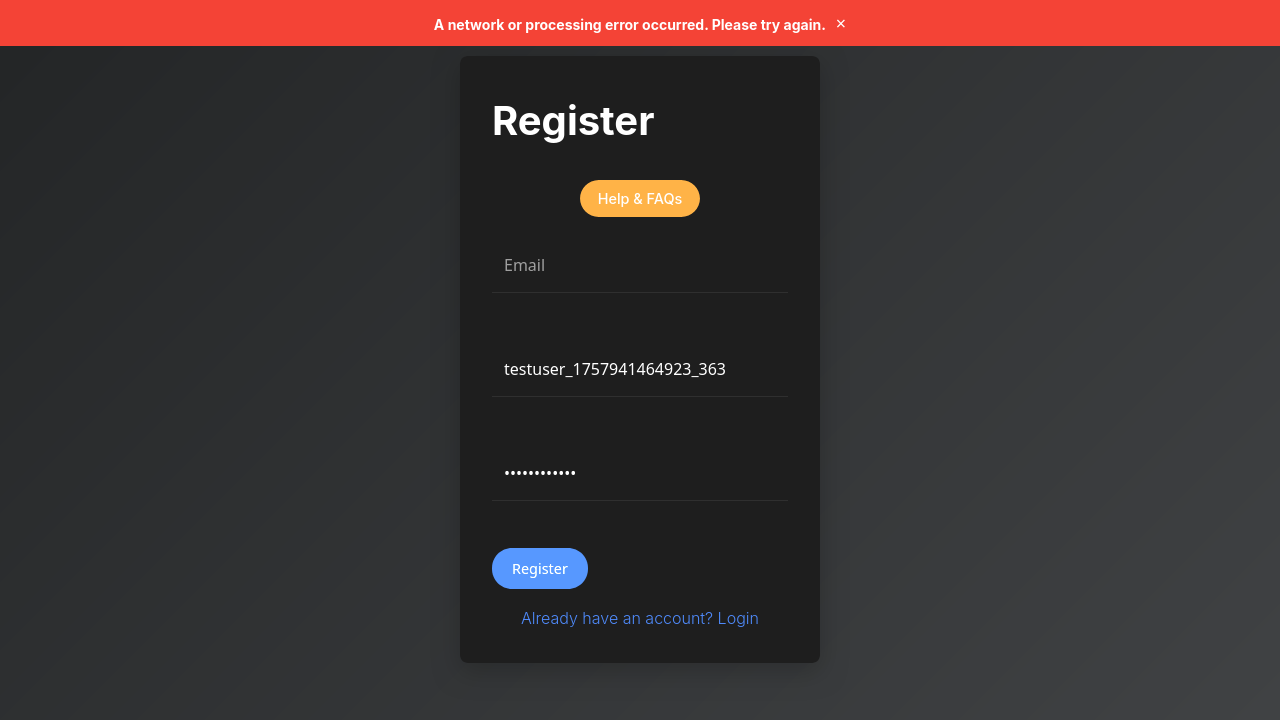 A network or processing error occurred. Please try again. ×
Register
Help & FAQs
Email
testuser_1757941464923_363
••••••••••••
Register
Already have an account? Login